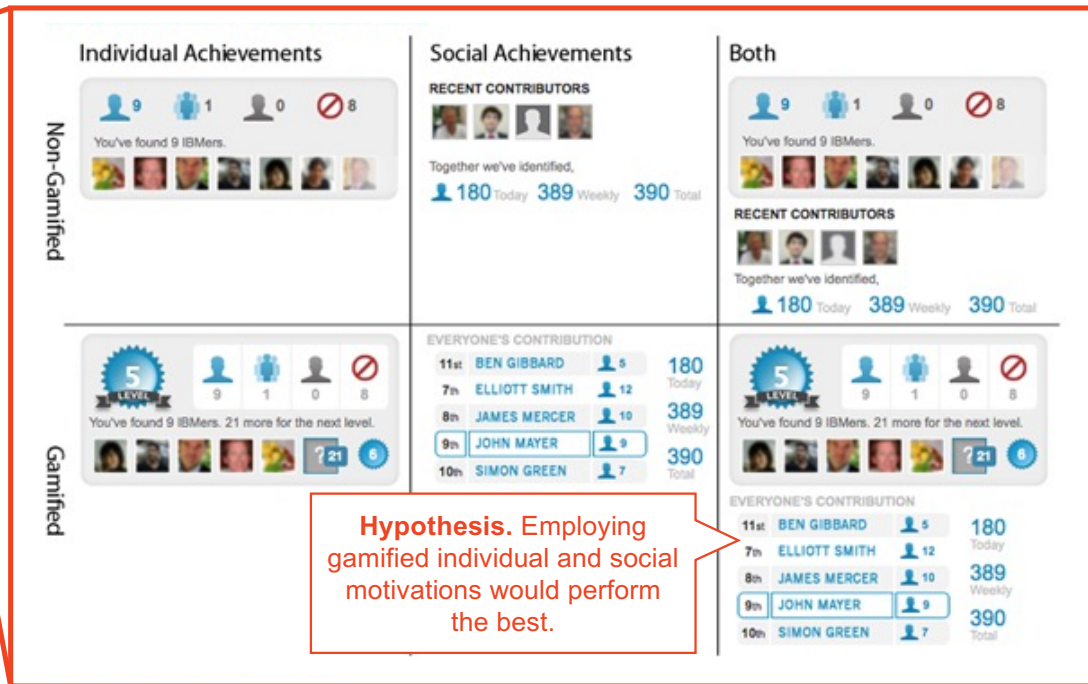 Individual Achievements
Social Achievements
Both
Non-Gamified
9 1 0 8
You've found 9 IBMers.
RECENT CONTRIBUTORS
Together we've identified,
180 Today 389 Weekly 390 Total
9 1 0 8
You've found 9 IBMers.
RECENT CONTRIBUTORS
Together we've identified,
180 Today 389 Weekly 390 Total
Gamified
5
LEVEL
9 1 0 8
You've found 9 IBMers. 21 more for the next level.
? 21 6
EVERYONE'S CONTRIBUTION
11st BEN GIBBARD 5
7th ELLIOTT SMITH 12
8th JAMES MERCER 10
9th JOHN MAYER 9
10th SIMON GREEN 7
180
Today
389
Weekly
390
Total
5
LEVEL
9 1 0 8
You've found 9 IBMers. 21 more for the next level.
? 21 6
EVERYONE'S CONTRIBUTION
11st BEN GIBBARD 5
7th ELLIOTT SMITH 12
8th JAMES MERCER 10
9th JOHN MAYER 9
10th SIMON GREEN 7
180
Today
389
Weekly
390
Total
Hypothesis. Employing
gamified individual and social
motivations would perform
the best.